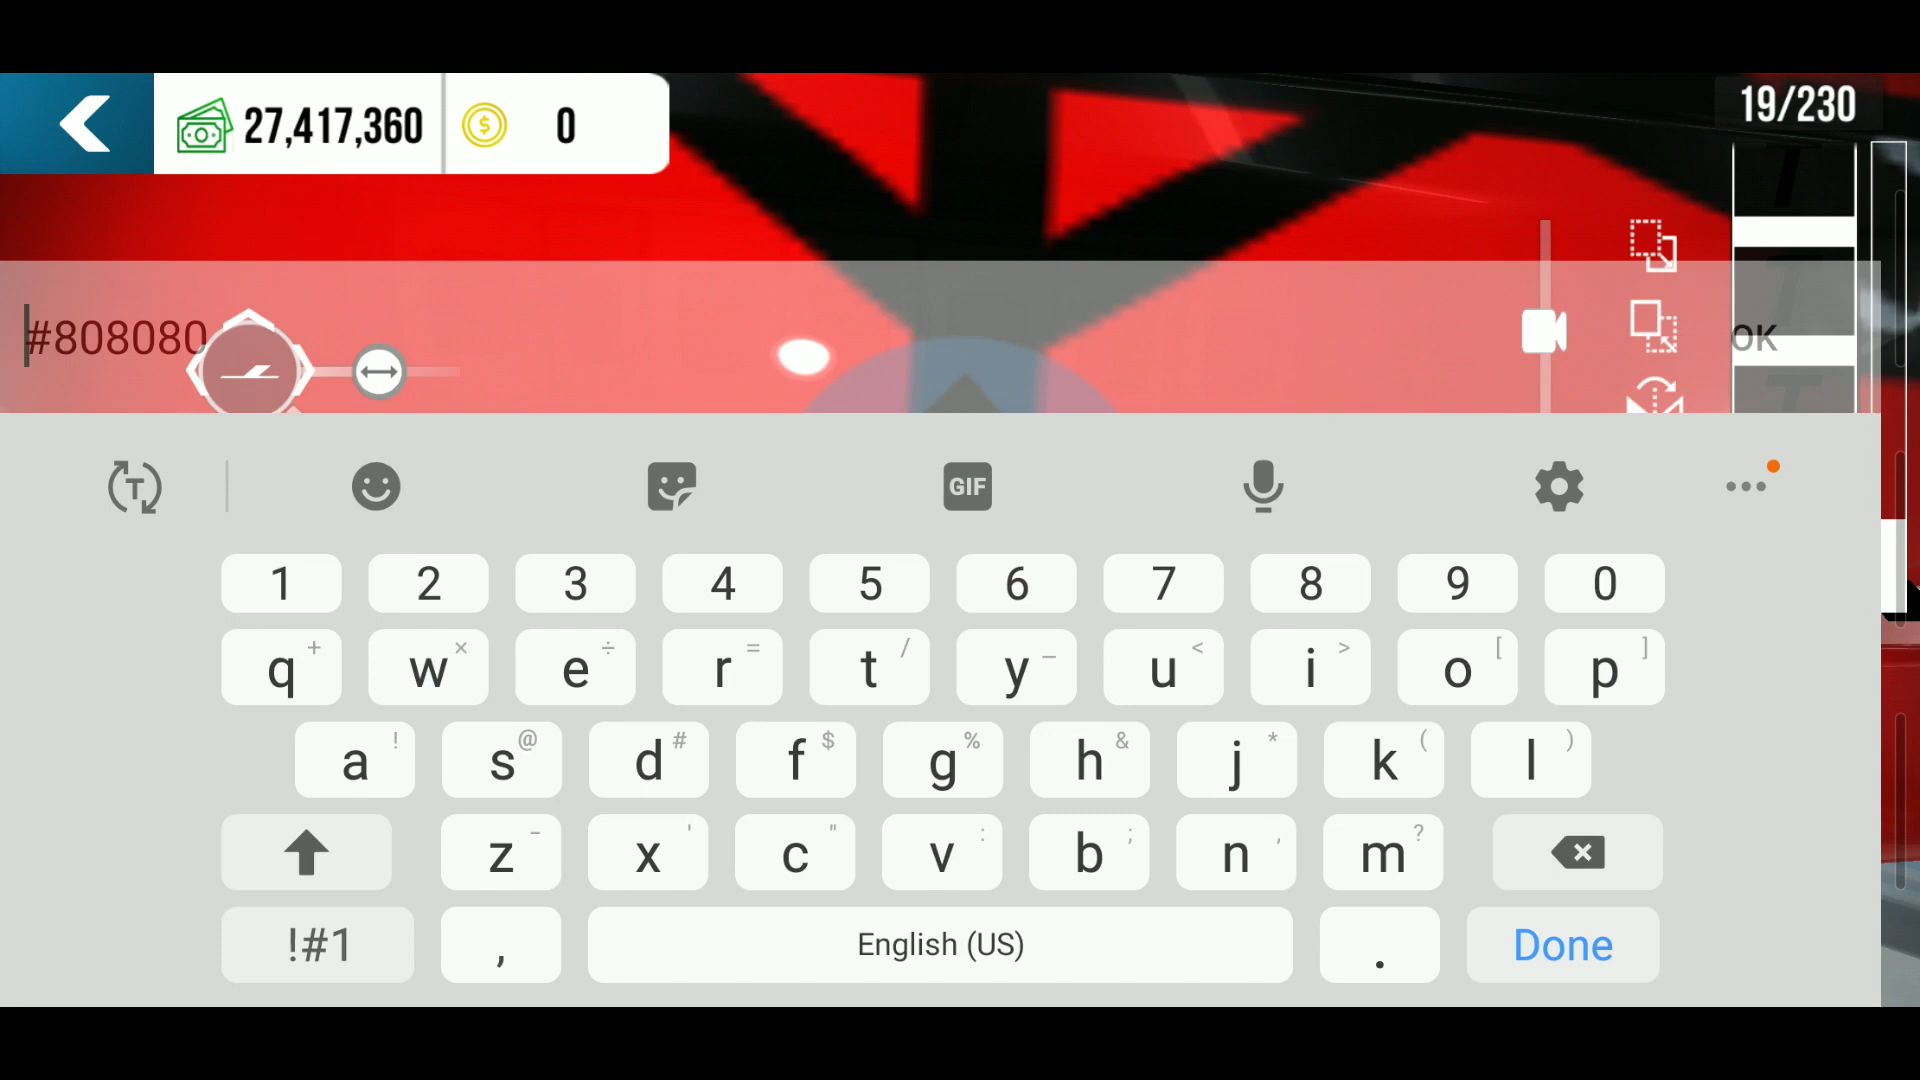 27,417,360 0
19/230
#808080
OK
GIF
1 2 3 4 5 6 7 8 9 0
q + w × e ÷ r = t / y _ u < i > o [ p ]
a ! s @ d # f $ g % h & j * k ( l )
z - x ' c " v : b ; n , m ?
!#1 , English (US) . Done